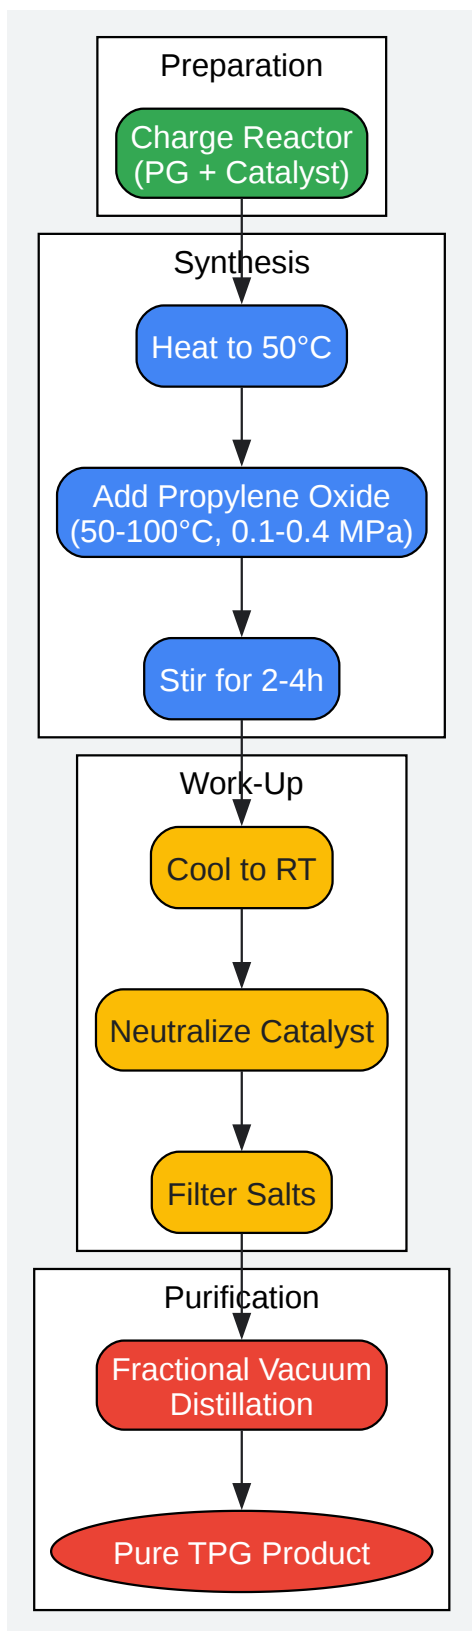 Preparation
Charge Reactor
(PG + Catalyst)
Synthesis
Heat to 50°C
Add Propylene Oxide
(50-100°C, 0.1-0.4 MPa)
Stir for 2-4h
Work-Up
Cool to RT
Neutralize Catalyst
Filter Salts
Purification
Fractional Vacuum
Distillation
Pure TPG Product